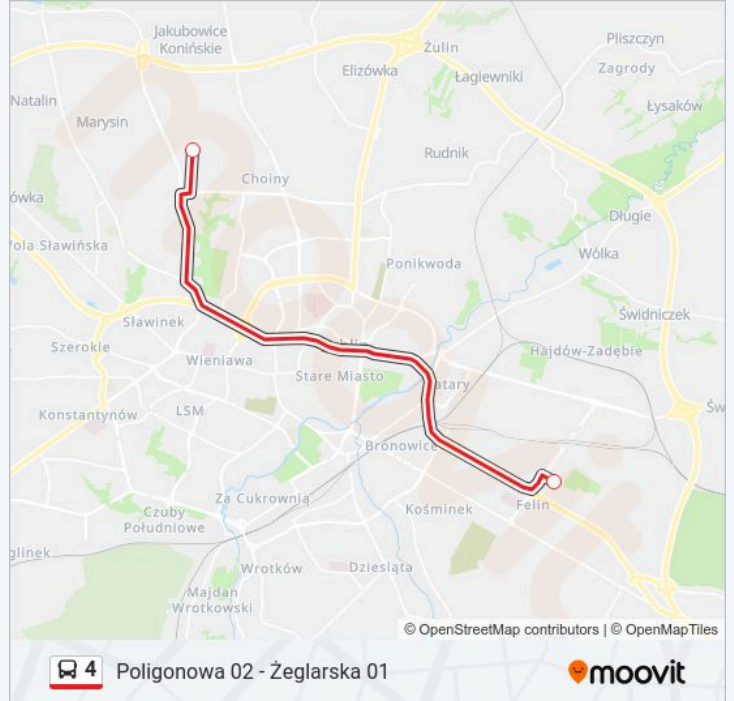 Jakubowice
Konińskie
Żulin
Pliszczyn
Elizówka
Zagrody
Łagiewniki
Natalin
Łysaków
Marysin
Rudnik
Choiny
ówka
Długie
Wola Sławińska
Wólka
Ponikwoda
Świdniczek
Sławinek
Szerokie
Hajdów-Zadębie
Wieniawa
Stare Miasto
Tatary
Konstantynów
LSM
Św
Bronowice
Za Cukrownią
Felin
Kośminek
Czuby
Południowe
glinek
Wrotków
Dziesiąta
Majdan
Wrotkowski
© OpenStreetMap contributors | © OpenMapTiles
4 Poligonowa 02 - Żeglarska 01
moovit